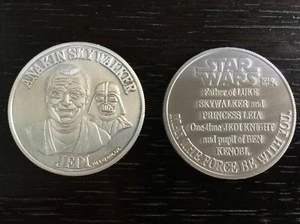 ANAKIN SKYWALKER
JEDI
STAR
WARS
Father of LUKE
SKYWALKER and
PRINCESS LEIA
One-time JEDI KNIGHT
and pupil of BEN
KENOBI.
MAY THE FORCE BE WITH YOU